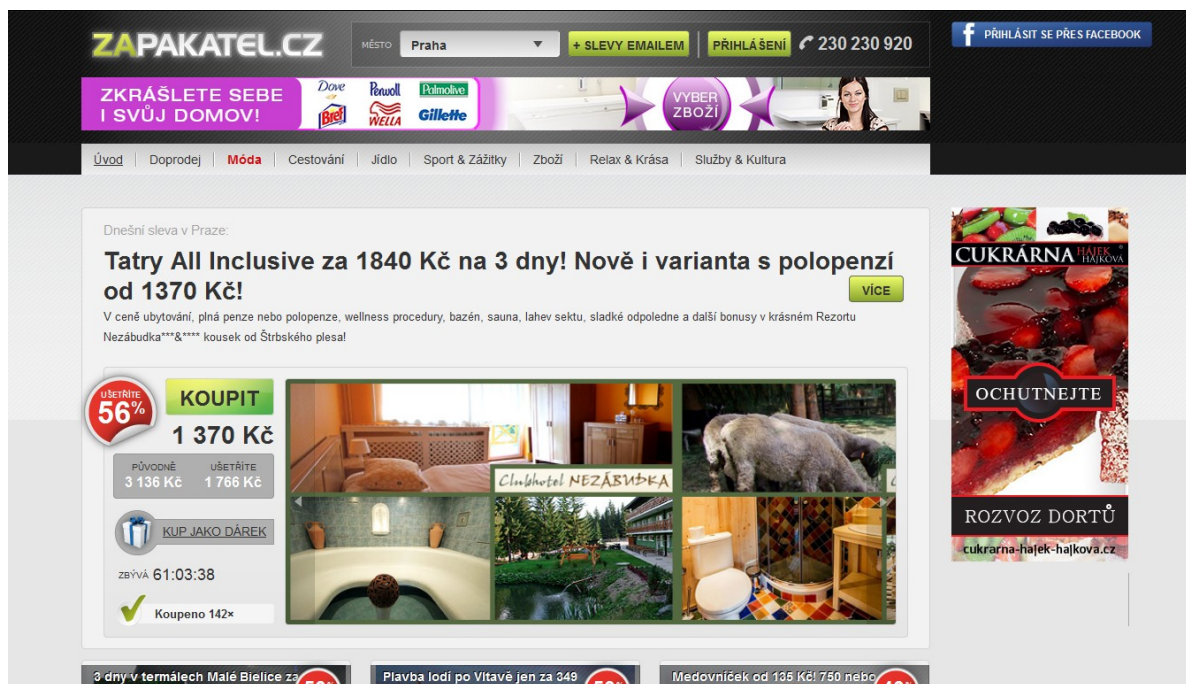 ZAPAKATEL.CZ
MĚSTO
Praha
+ SLEVY EMAILEM
PŘIHLÁŠENÍ
230 230 920
PŘIHLÁSIT SE PŘES FACEBOOK
ZKRÁŠLETE SEBE
I SVŮJ DOMOV!
Dove
Perwoll
Palmolive
Bref
WELLA
Gillette
VYBER
ZBOŽÍ
Úvod
Doprodej
Móda
Cestování
Jídlo
Sport & Zážitky
Zboží
Relax & Krása
Služby & Kultura
Dnešní sleva v Praze:
Tatry All Inclusive za 1840 Kč na 3 dny! Nově i varianta s polopenzí
od 1370 Kč!
VÍCE
V ceně ubytování, plná penze nebo polopenze, wellness procedury, bazén, sauna, lahev sektu, sladké odpoledne a další bonusy v krásném Rezortu
Nezábudka***&**** kousek od Štrbského plesa!
UŠETŘÍTE
56%
KOUPIT
1 370 Kč
PŮVODNĚ
3 136 Kč
UŠETŘÍTE
1 766 Kč
KUP JAKO DÁREK
ZBÝVÁ 61:03:38
Koupeno 142×
Clubhotel NEZÁBUDKA
CUKRÁRNA HÁJEK
HÁJKOVÁ
OCHUTNEJTE
ROZVOZ DORTŮ
cukrarna-hajek-hajkova.cz
3 dny v termálech Malé Bielice za
Plavba lodí po Vltavě jen za 349
Medovníček od 135 Kč! 750 nebo